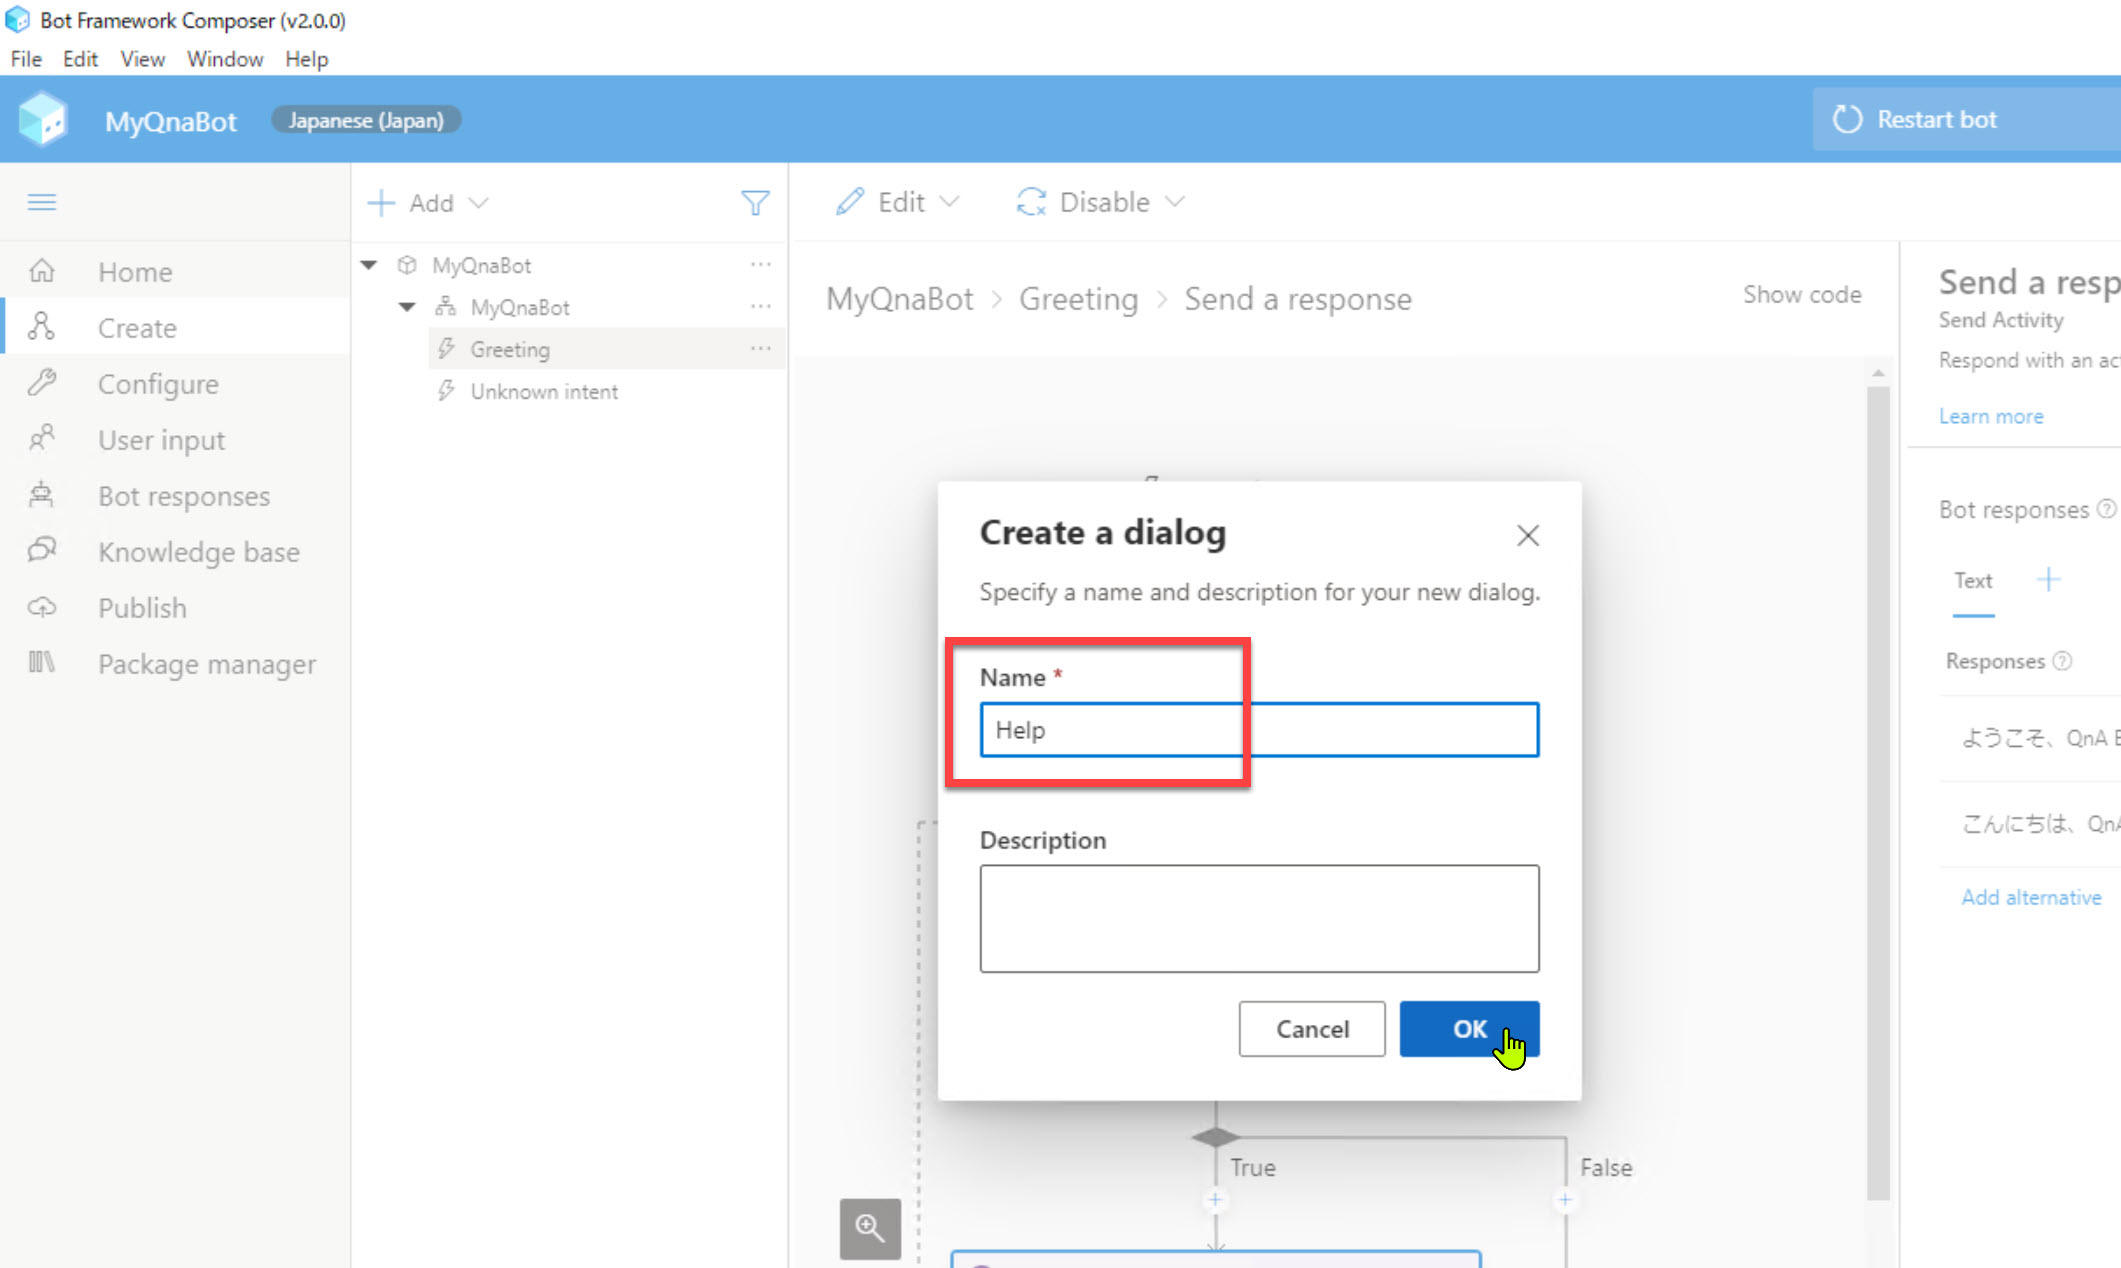 Bot Framework Composer (v2.0.0)
File Edit View Window Help
MyQnaBot Japanese (Japan) Restart bot
Add Edit Disable
Home
Create
Configure
User input
Bot responses
Knowledge base
Publish
Package manager
MyQnaBot
MyQnaBot
Greeting
Unknown intent
MyQnaBot > Greeting > Send a response
Show code
Create a dialog
Specify a name and description for your new dialog.
Name *
Help
Description
Cancel OK
True
False
Send a resp
Send Activity
Respond with an act
Learn more
Bot responses
Text
Responses
ようこそ、QnA
こんにちは、QnA
Add alternative